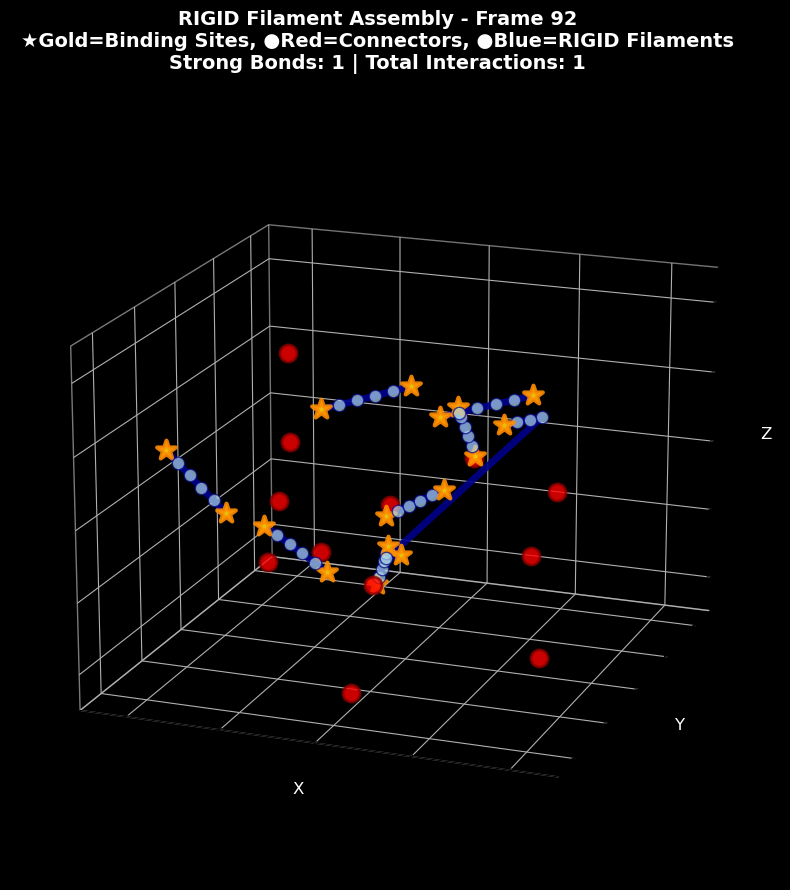 RIGID Filament Assembly - Frame 92
★Gold=Binding Sites, ●Red=Connectors, ●Blue=RIGID Filaments
Strong Bonds: 1 | Total Interactions: 1
Z
Y
X